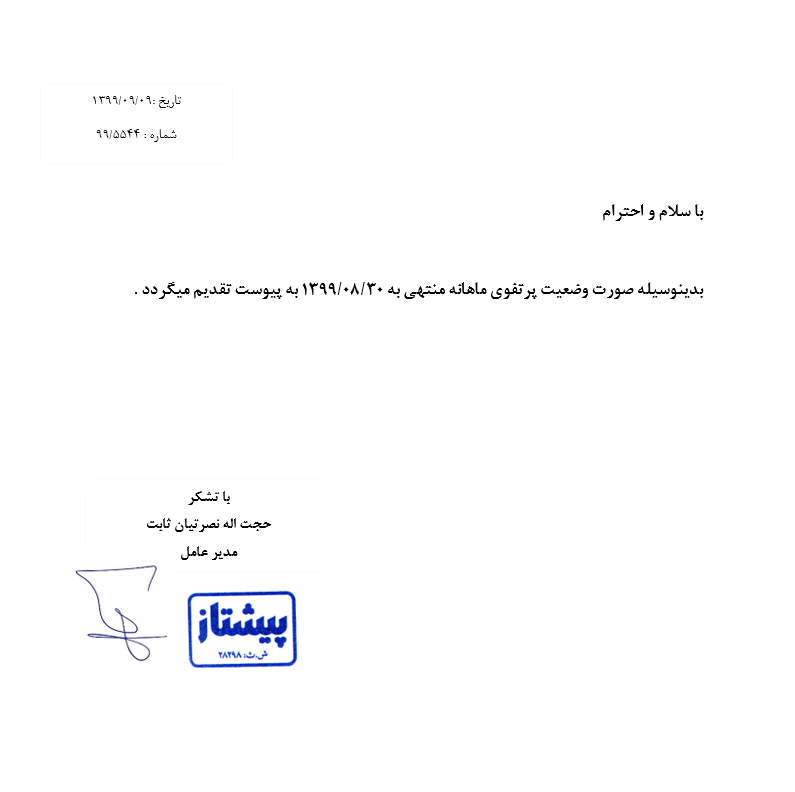 تاریخ :۱۳۹۹/۰۹/۰۹
شماره : ۹۹/۵۵۴۴
با سلام و احترام
بدینوسیله صورت وضعیت پرتفوی ماهانه منتهی به ۱۳۹۹/۰۸/۳۰ به پیوست تقدیم میگردد .
با تشکر
حجت اله نصرتیان ثابت
مدیر عامل
پیشتاز
ش.ث: ۲۸۲۹۸